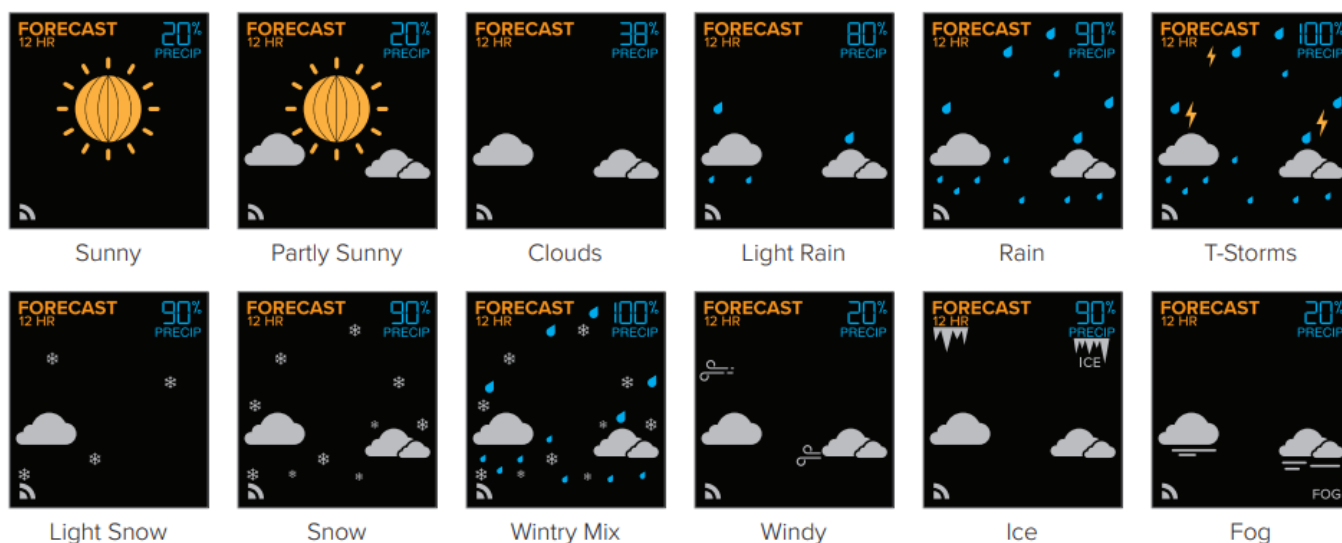 FORECAST 20%
12 HR PRECIP
FORECAST 20%
12 HR PRECIP
FORECAST 38%
12 HR PRECIP
FORECAST 80%
12 HR PRECIP
FORECAST 90%
12 HR PRECIP
FORECAST 100%
12 HR PRECIP
Sunny
Partly Sunny
Clouds
Light Rain
Rain
T-Storms
FORECAST 90%
12 HR PRECIP
FORECAST 90%
12 HR PRECIP
FORECAST 100%
12 HR PRECIP
FORECAST 20%
12 HR PRECIP
FORECAST 90%
12 HR PRECIP
ICE
FORECAST 20%
12 HR PRECIP
FOG
Light Snow
Snow
Wintry Mix
Windy
Ice
Fog